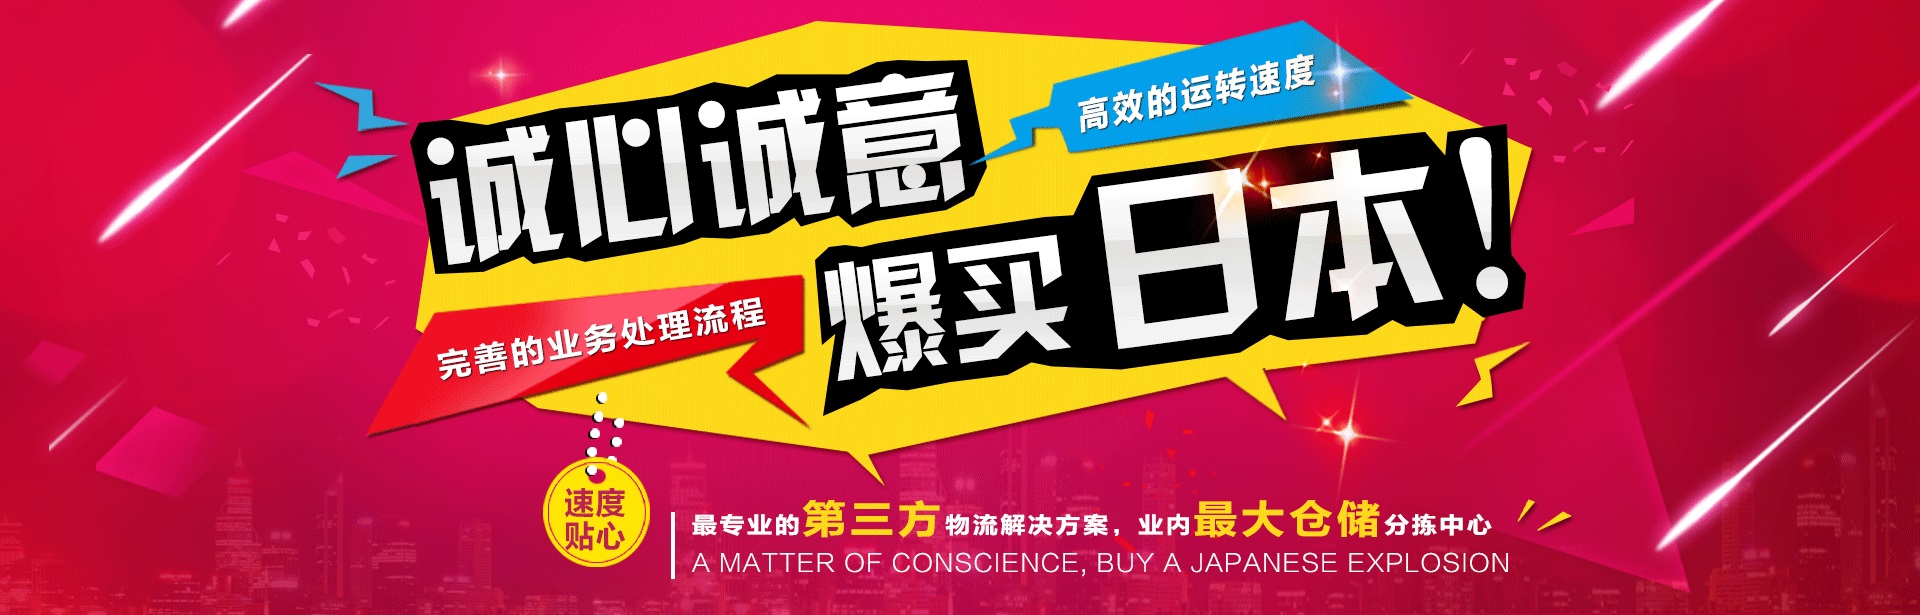 诚心诚意
高效的运转速度
爆买日本！
完善的业务处理流程
速度
贴心
最专业的第三方物流解决方案，业内最大仓储分拣中心
A MATTER OF CONSCIENCE, BUY A JAPANESE EXPLOSION